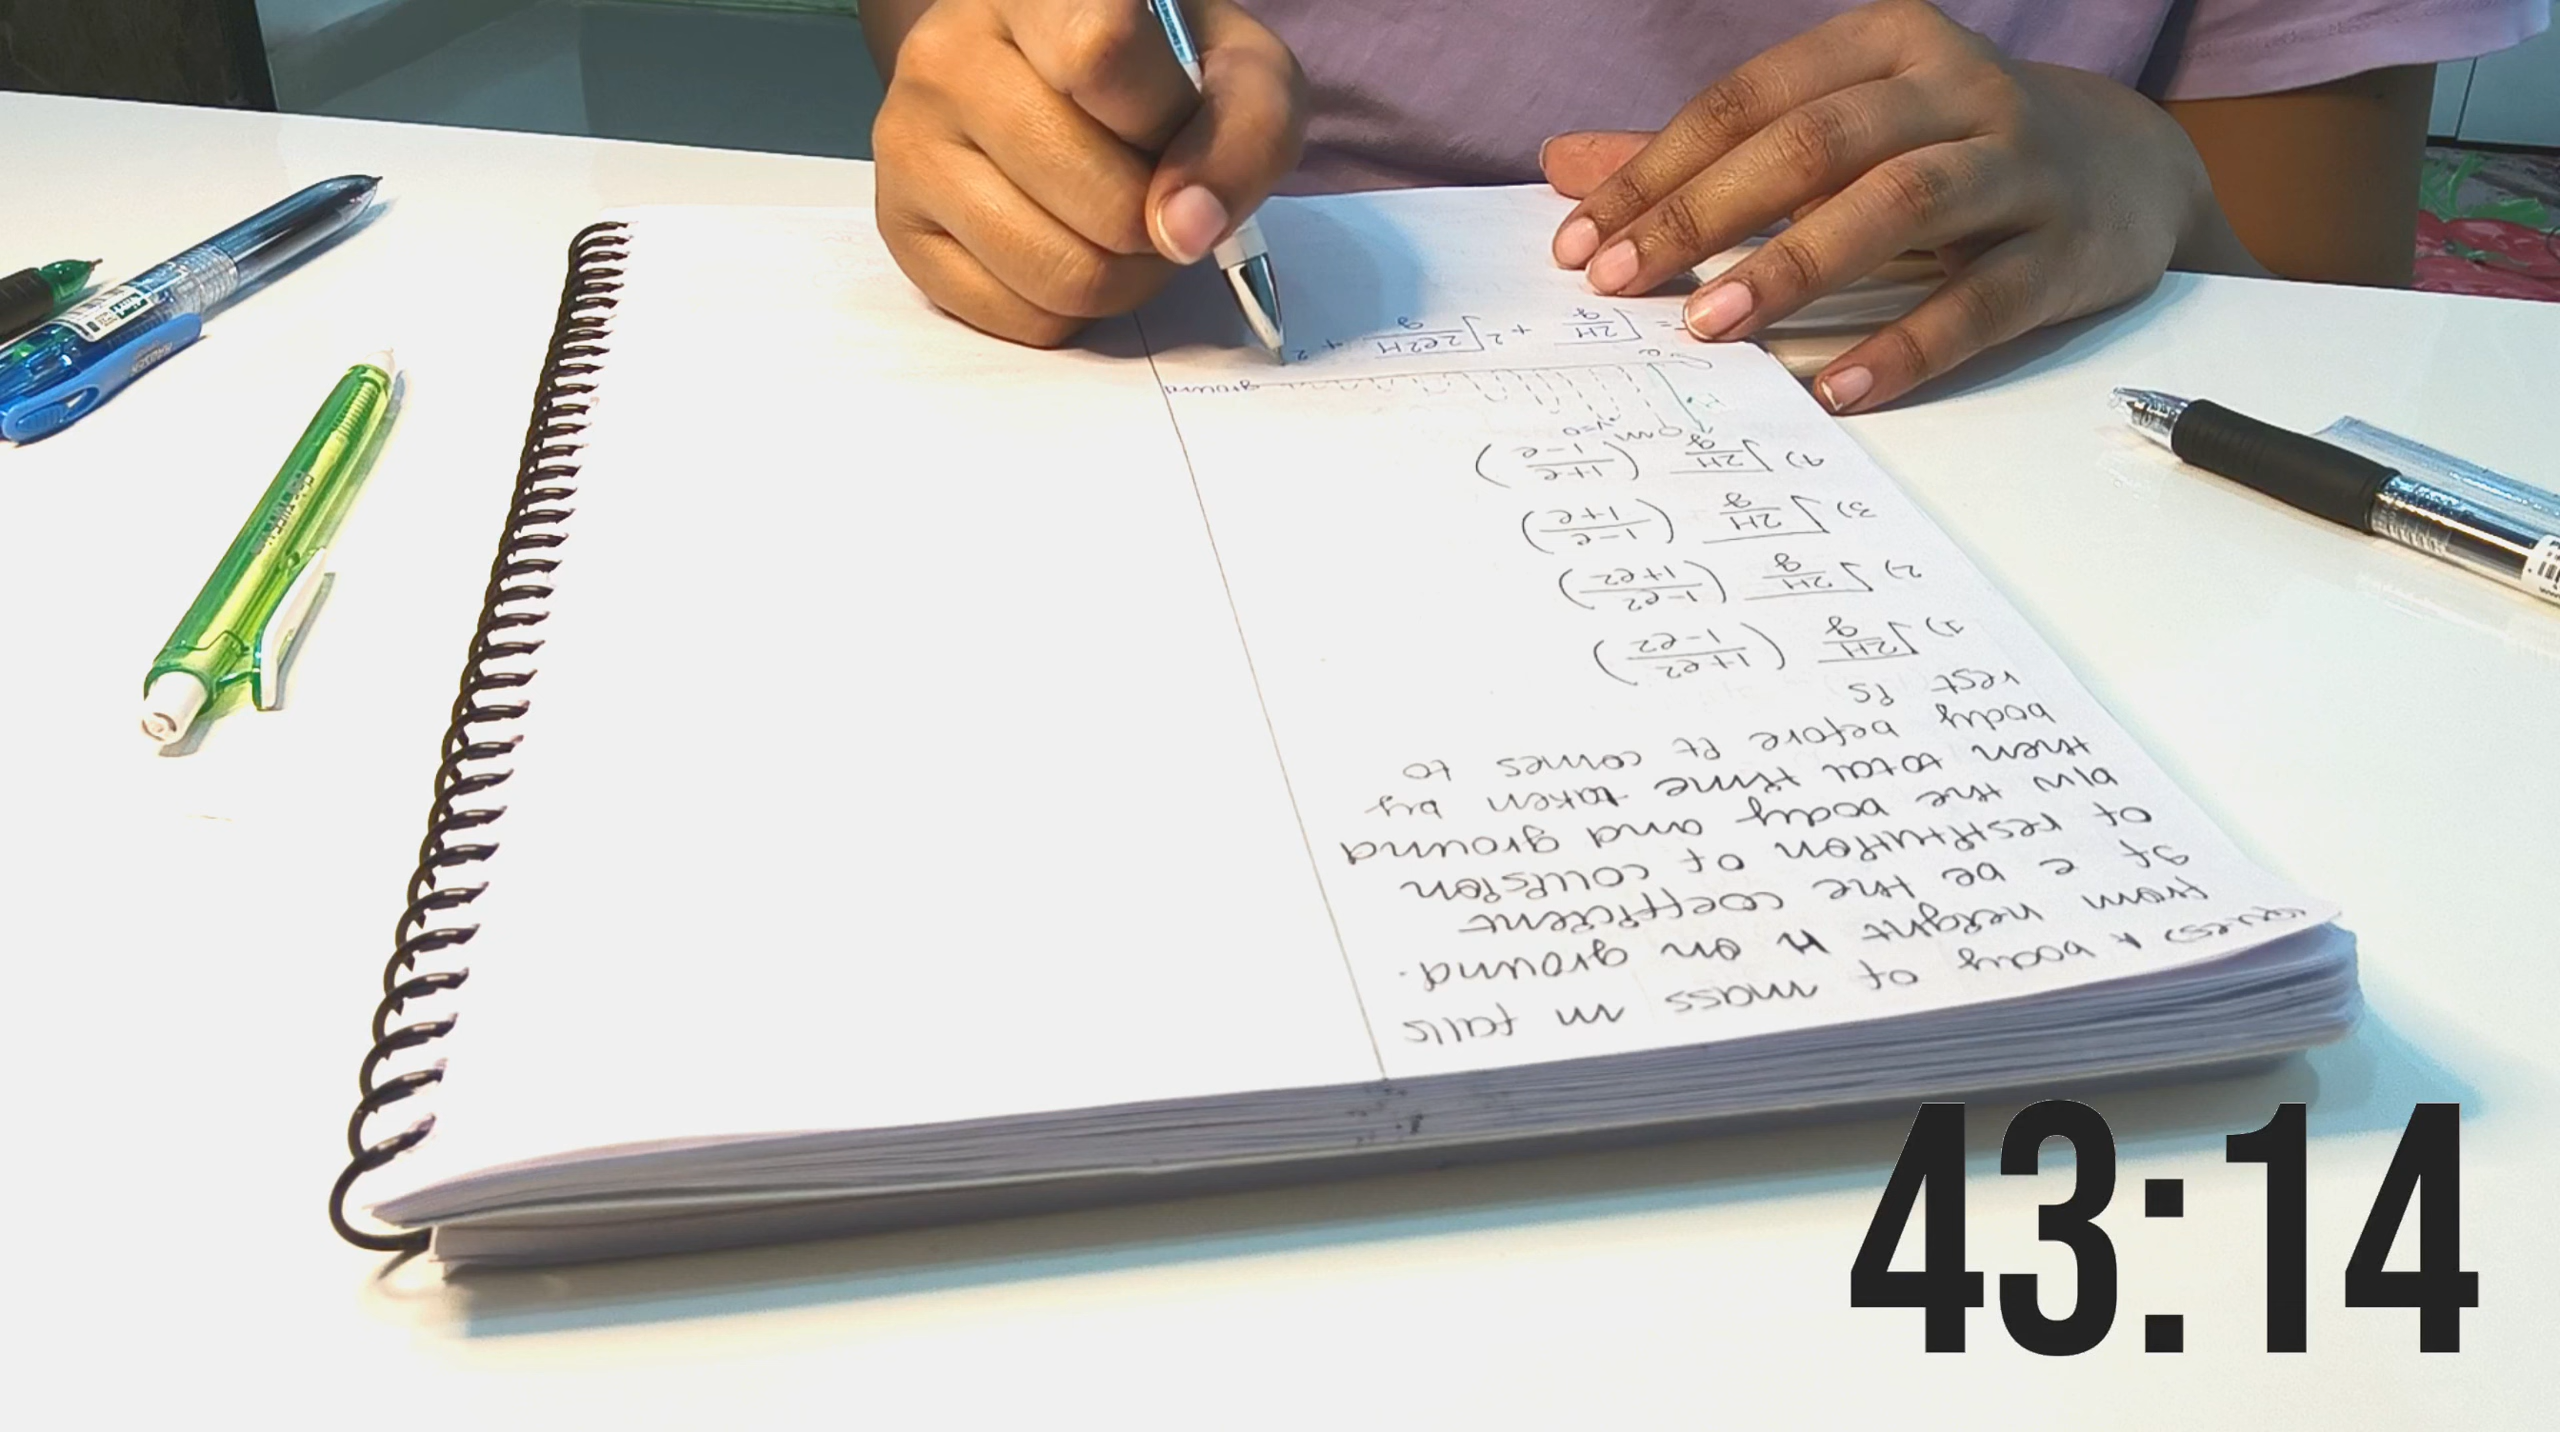 A body of mass m falls
from height H on ground.
If e be the coefficient
of restitution of collision
b/w the body and ground
then total time taken by
body before it comes to
rest is
1) √2H/g (1+e2/1-e2)
2) √2H/g (1-e2/1+e2)
3) √2H/g (1-e/1+e)
4) √2H/g (1+e/1-e)
m v=0
H
e
ground
= √2H/g + 2√2e2H/g + 2
43:14